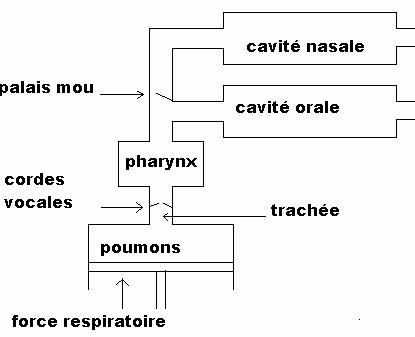 cavité nasale
palais mou
cavité orale
pharynx
cordes
vocales
trachée
poumons
force respiratoire